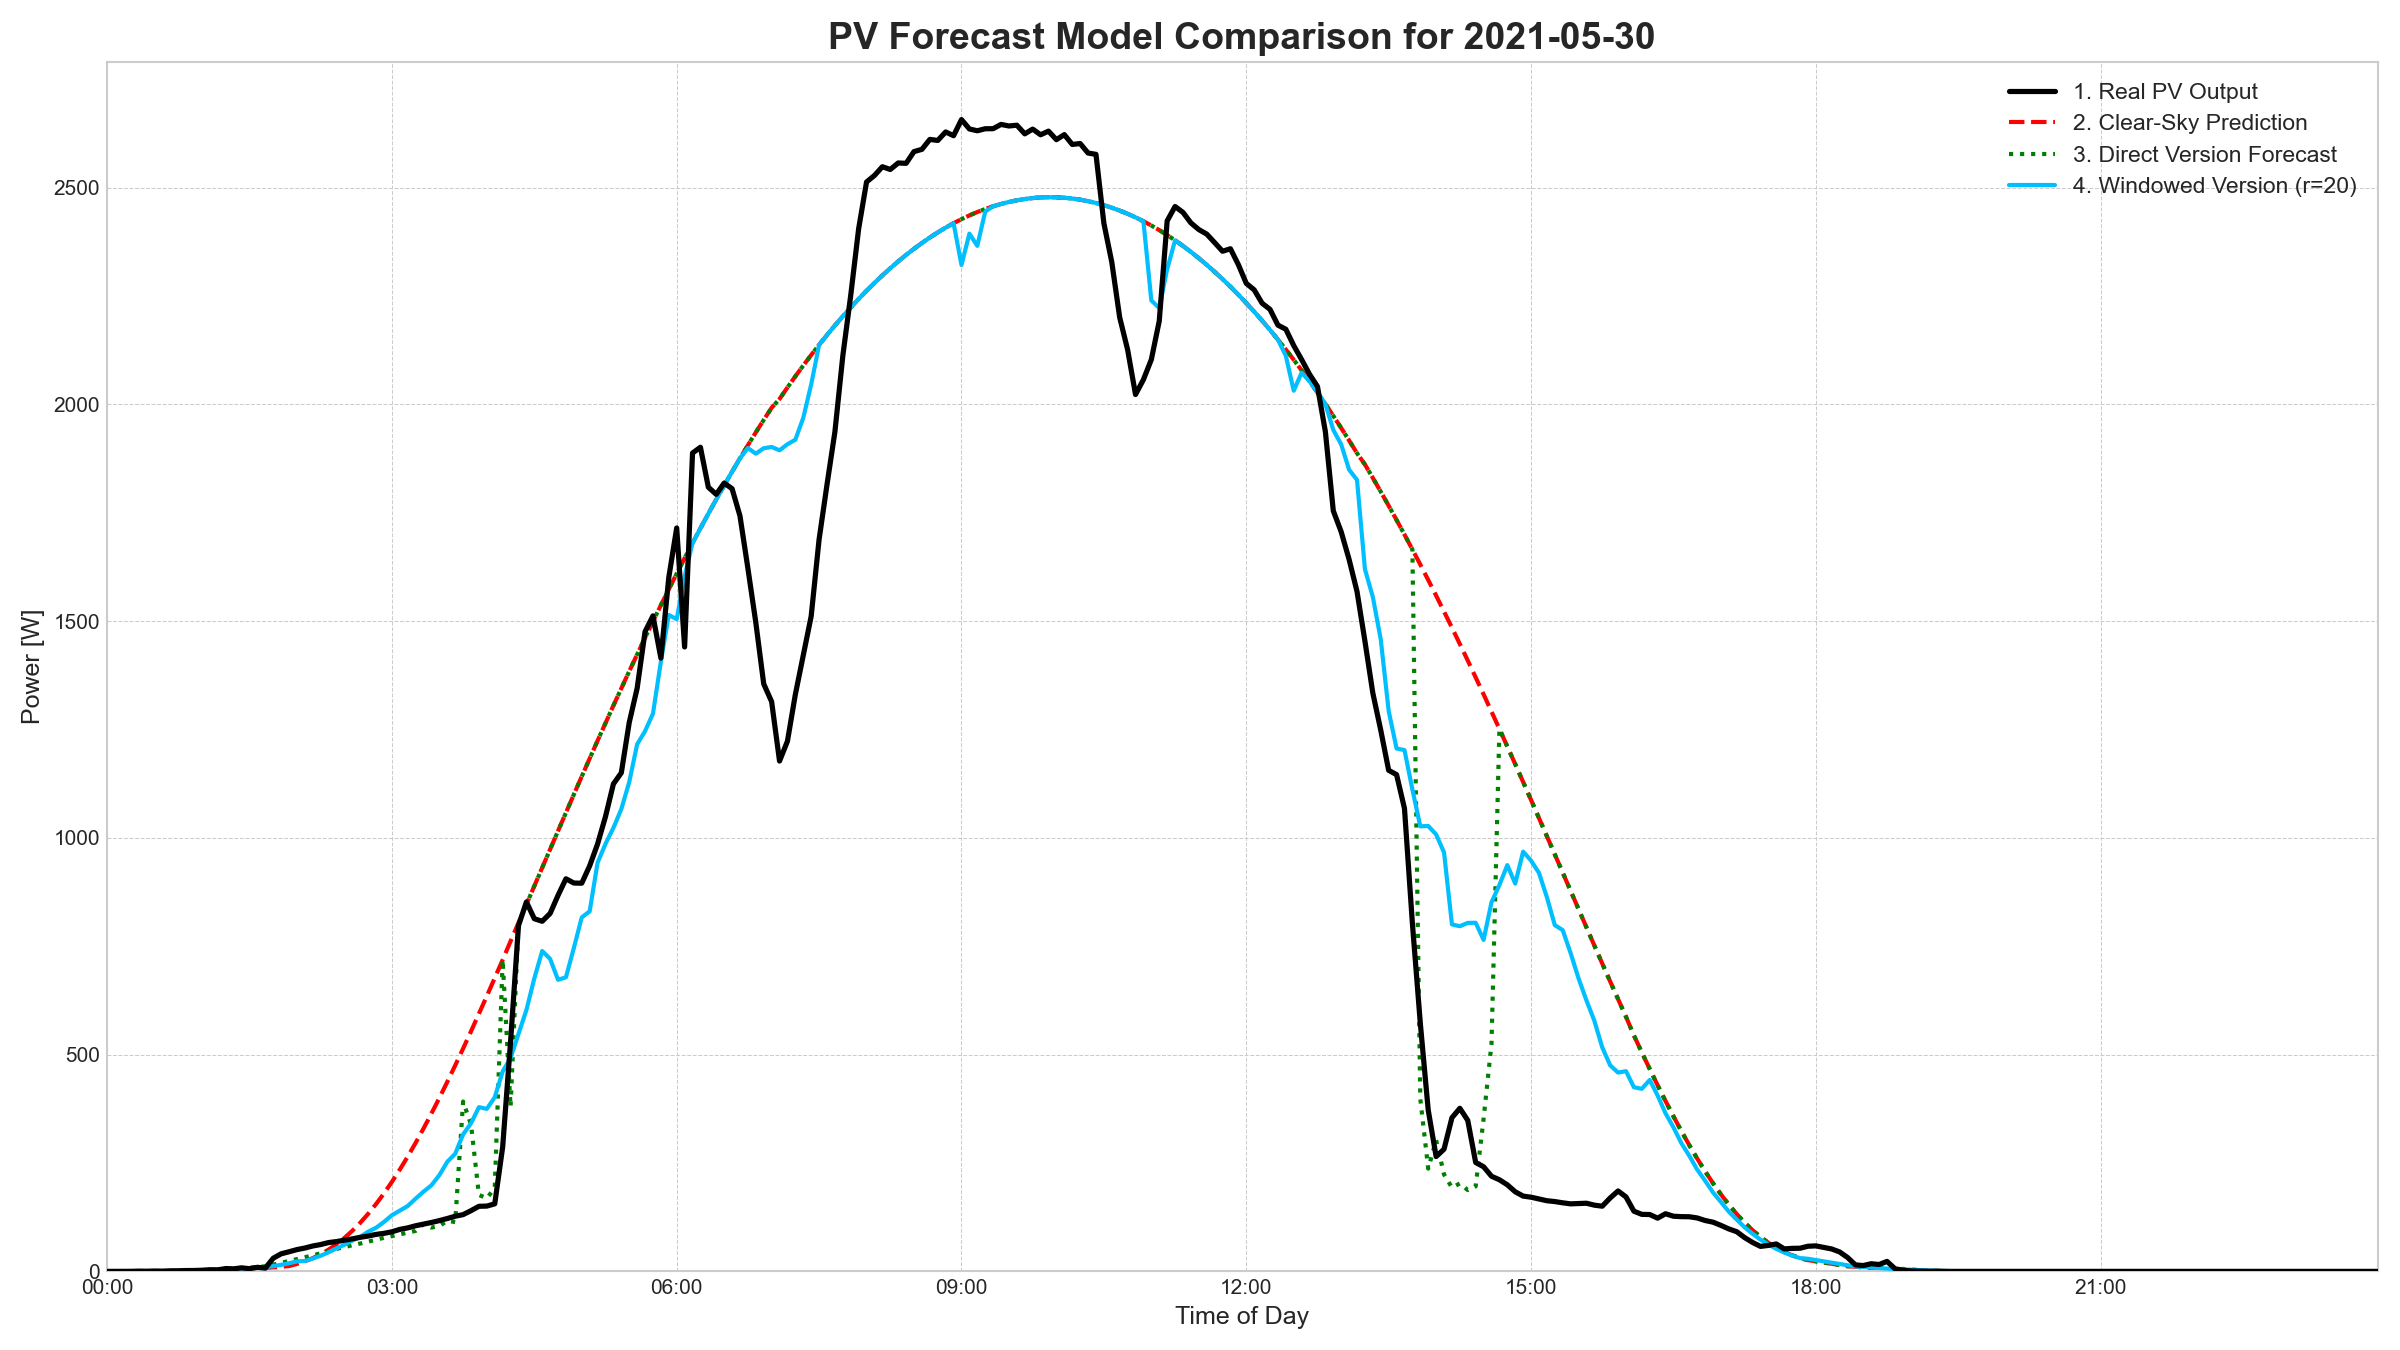 PV Forecast Model Comparison for 2021-05-30
1. Real PV Output
2. Clear-Sky Prediction
3. Direct Version Forecast
4. Windowed Version (r=20)
Power [W]
2500
2000
1500
1000
500
0
00:00 03:00 06:00 09:00 12:00 15:00 18:00 21:00
Time of Day